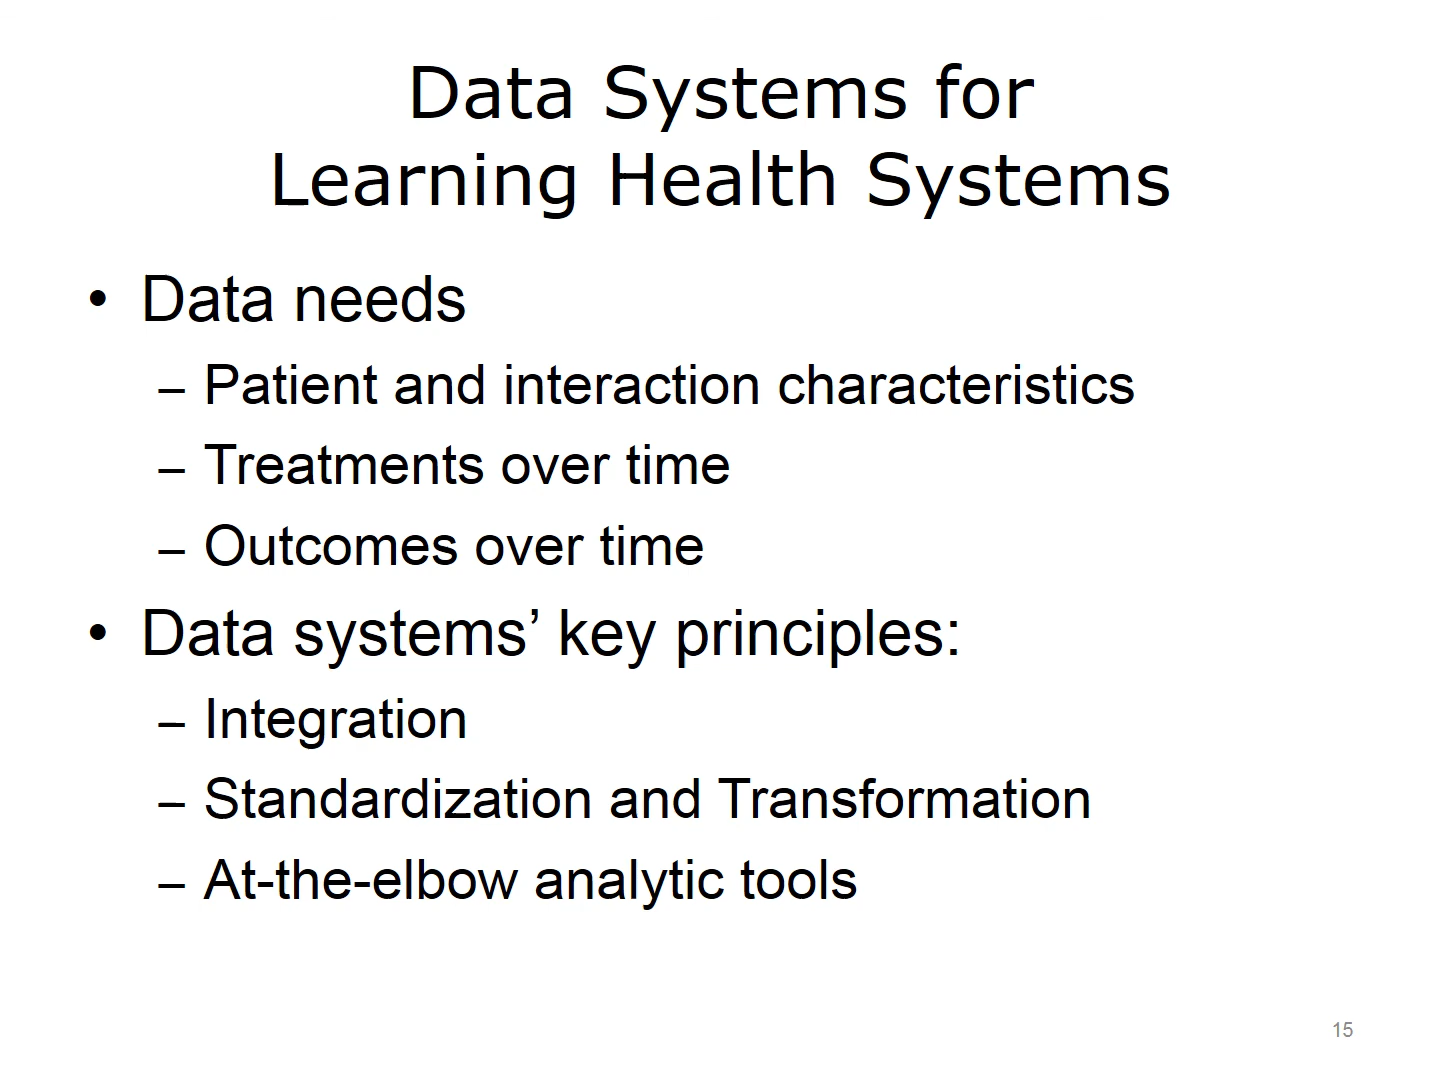 Data Systems for
Learning Health Systems
• Data needs
– Patient and interaction characteristics
– Treatments over time
– Outcomes over time
• Data systems’ key principles:
– Integration
– Standardization and Transformation
– At-the-elbow analytic tools
15